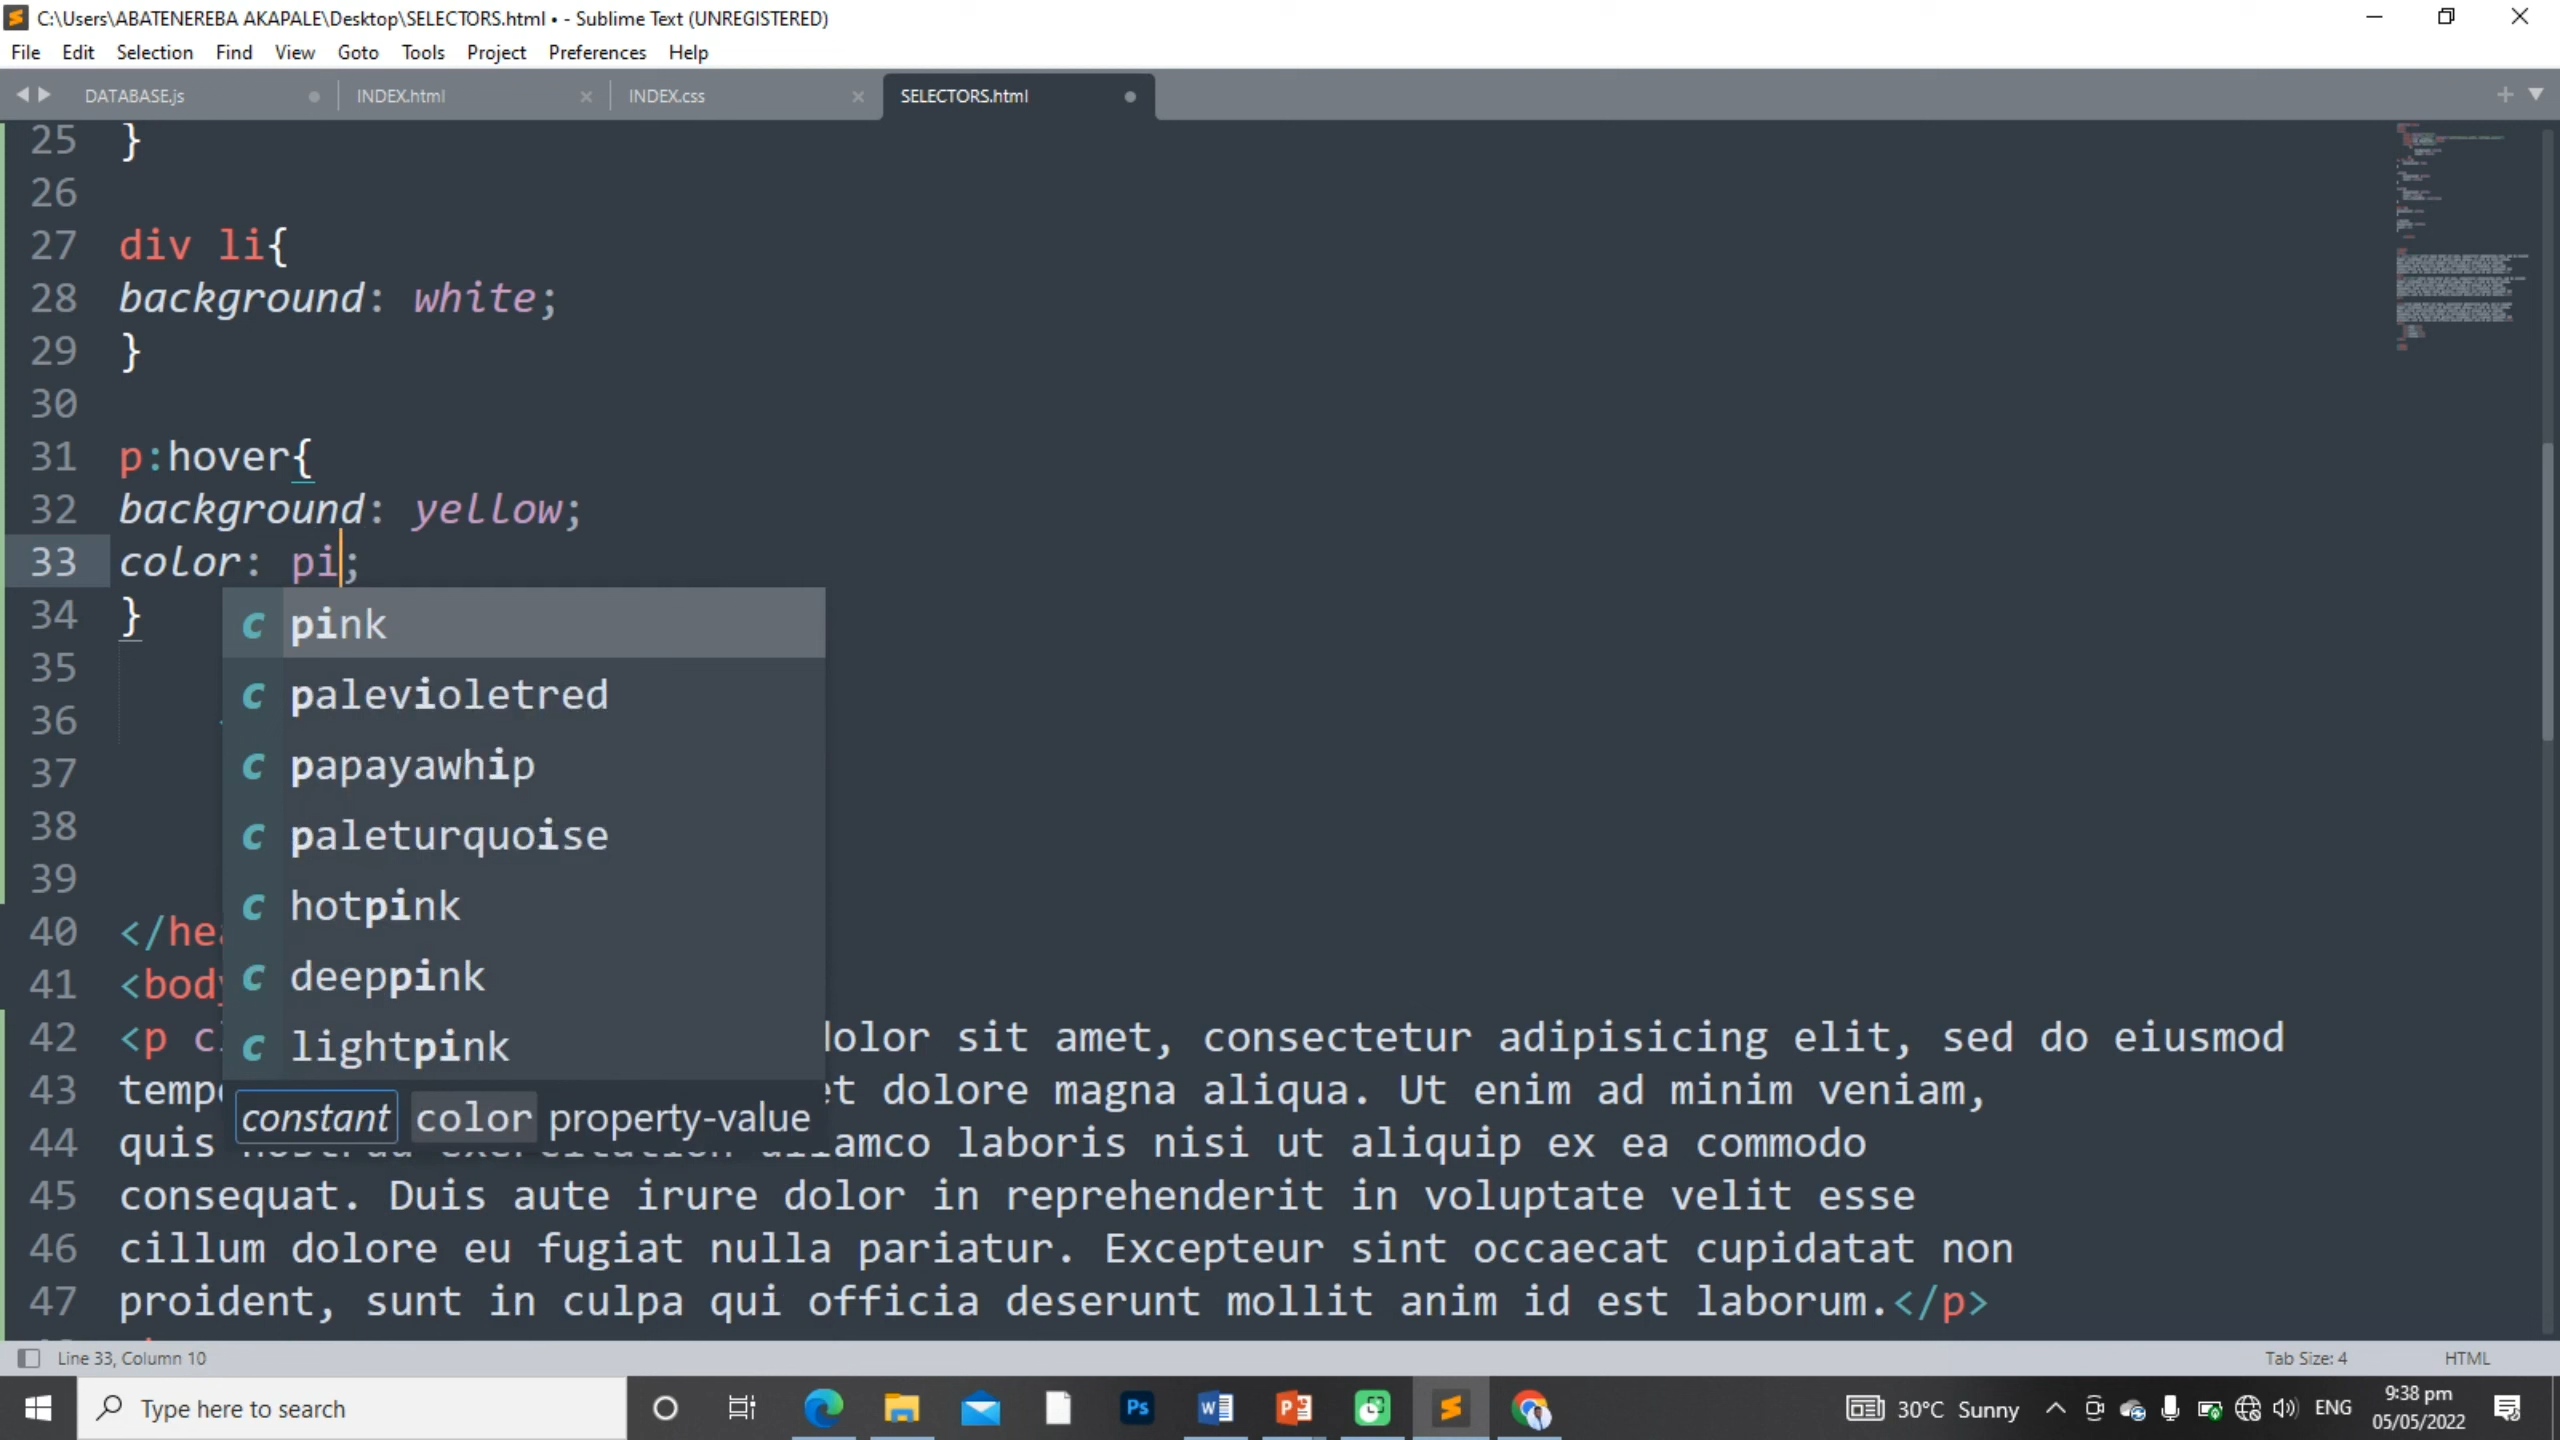 C:\Users\ABATENEREBA AKAPALE\Desktop\SELECTORS.html • - Sublime Text (UNREGISTERED)
File Edit Selection Find View Goto Tools Project Preferences Help
DATABASE.js INDEX.html INDEX.css SELECTORS.html
25 }
26
27 div li{
28 background: white;
29 }
30
31 p:hover{
32 background: yellow;
33 color: pi;
34 }
c pink
35
c palevioletred
36 <
37
c papayawhip
38
c paleturquoise
39
c hotpink
40 </hea
41 <body
c deeppink
42 <p cl dolor sit amet, consectetur adipisicing elit, sed do eiusmod
c lightpink
43 tempo et dolore magna aliqua. Ut enim ad minim veniam,
constant color property-value
44 quis amco laboris nisi ut aliquip ex ea commodo
45 consequat. Duis aute irure dolor in reprehenderit in voluptate velit esse
46 cillum dolore eu fugiat nulla pariatur. Excepteur sint occaecat cupidatat non
47 proident, sunt in culpa qui officia deserunt mollit anim id est laborum.</p>
Line 33, Column 10 Tab Size: 4 HTML
Type here to search Ps 30°C Sunny ENG 9:38 pm
05/05/2022